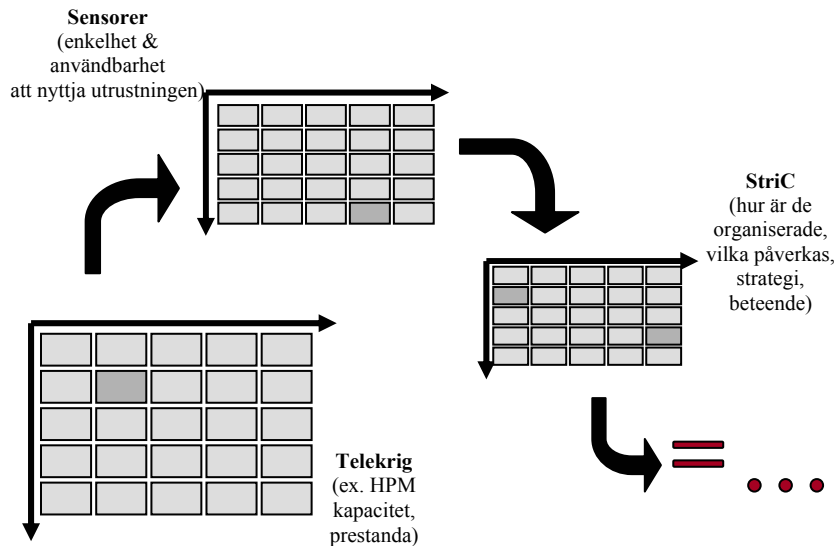 Sensorer
(enkelhet &
användbarhet
att nyttja utrustningen)
StriC
(hur är de
organiserade,
vilka påverkas,
strategi,
beteende)
Telekrig
(ex. HPM
kapacitet,
prestanda)